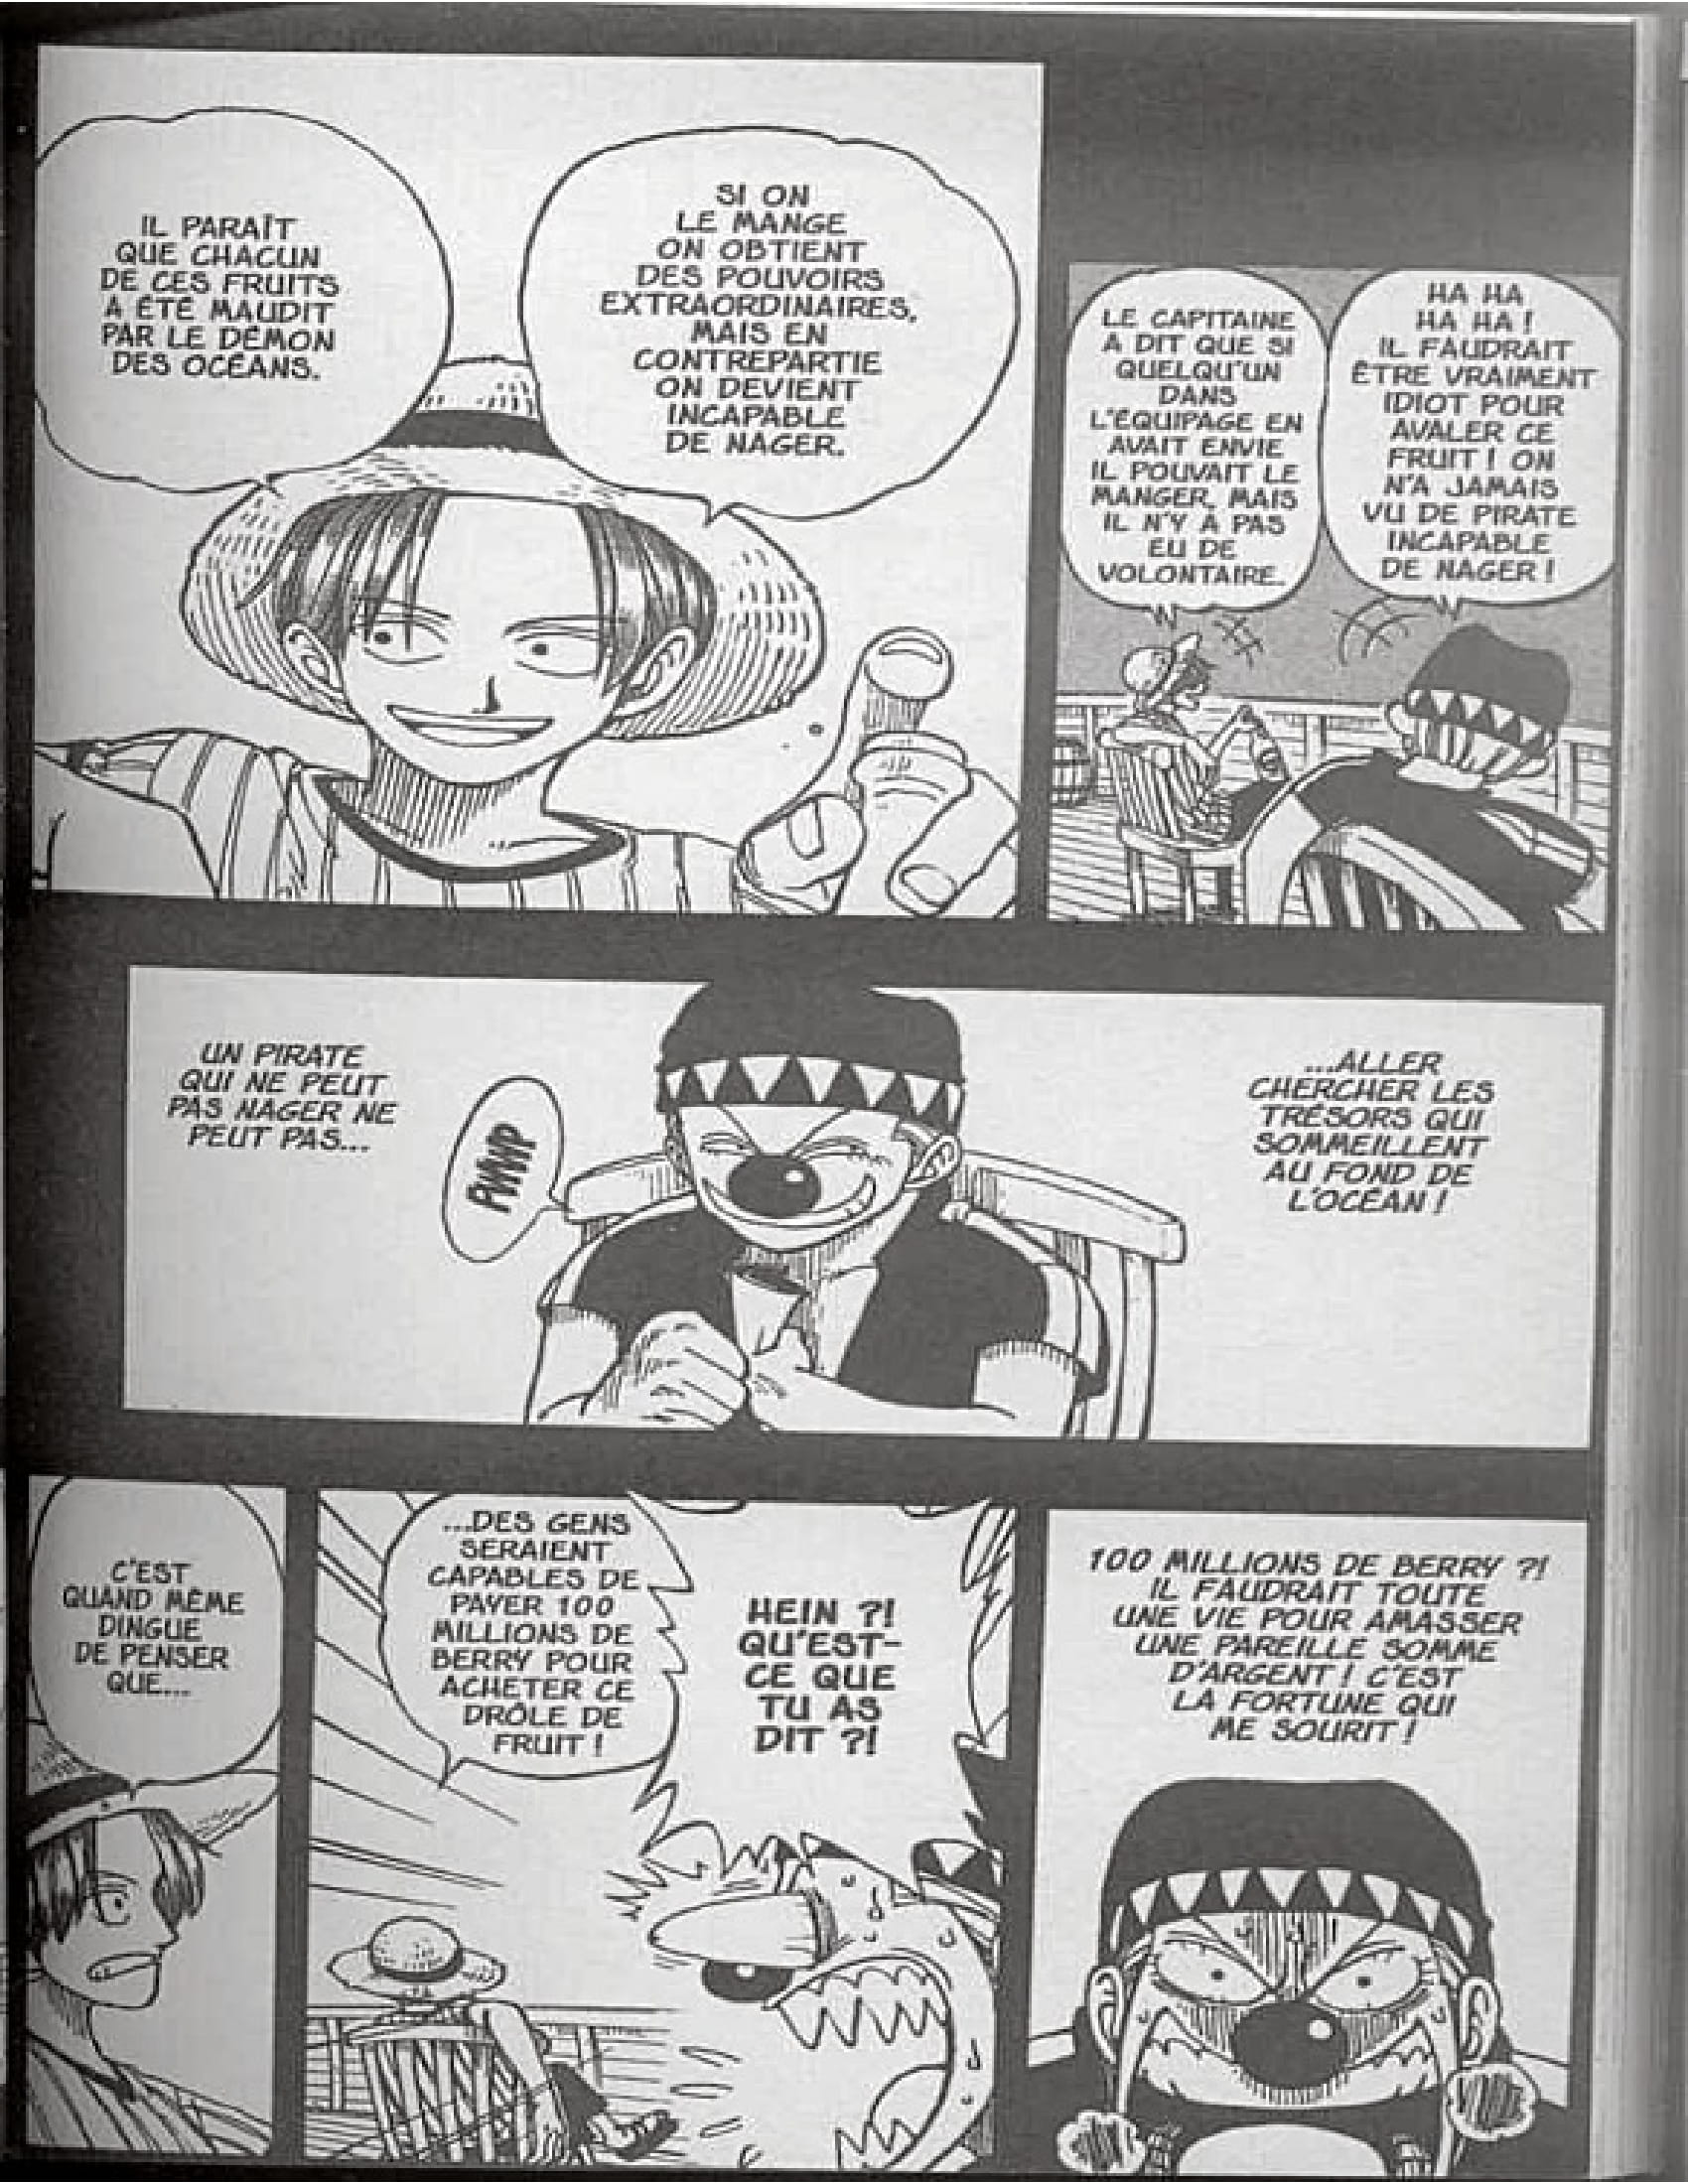 IL PARAÎT
QUE CHACUN
DE CES FRUITS
A ÉTÉ MAUDIT
PAR LE DÉMON
DES OCÉANS.
SI ON
LE MANGE
ON OBTIENT
DES POUVOIRS
EXTRAORDINAIRES,
MAIS EN
CONTREPARTIE
ON DEVIENT
INCAPABLE
DE NAGER.
LE CAPITAINE
A DIT QUE SI
QUELQU'UN
DANS
L'ÉQUIPAGE EN
AVAIT ENVIE
IL POUVAIT LE
MANGER, MAIS
IL N'Y A PAS
EU DE
VOLONTAIRE.
HA HA
HA HA !
IL FAUDRAIT
ÊTRE VRAIMENT
IDIOT POUR
AVALER CE
FRUIT ! ON
N'A JAMAIS
VU DE PIRATE
INCAPABLE
DE NAGER !
UN PIRATE
QUI NE PEUT
PAS NAGER NE
PEUT PAS...
FWWP
...ALLER
CHERCHER LES
TRÉSORS QUI
SOMMEILLENT
AU FOND DE
L'OCÉAN !
C'EST
QUAND MÊME
DINGUE
DE PENSER
QUE...
...DES GENS
SERAIENT
CAPABLES DE
PAYER 100
MILLIONS DE
BERRY POUR
ACHETER CE
DRÔLE DE
FRUIT !
HEIN ?!
QU'EST-
CE QUE
TU AS
DIT ?!
100 MILLIONS DE BERRY ?!
IL FAUDRAIT TOUTE
UNE VIE POUR AMASSER
UNE PAREILLE SOMME
D'ARGENT ! C'EST
LA FORTUNE QUI
ME SOURIT !